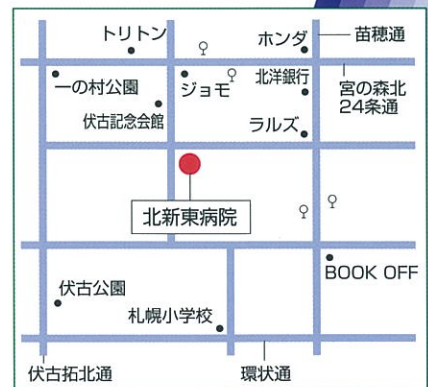 トリトン
ホンダ
苗穂通
一の村公園
ジョモ
北洋銀行
宮の森北
24条通
伏古記念会館
ラルズ
北新東病院
BOOK OFF
伏古公園
札幌小学校
伏古拓北通
環状通